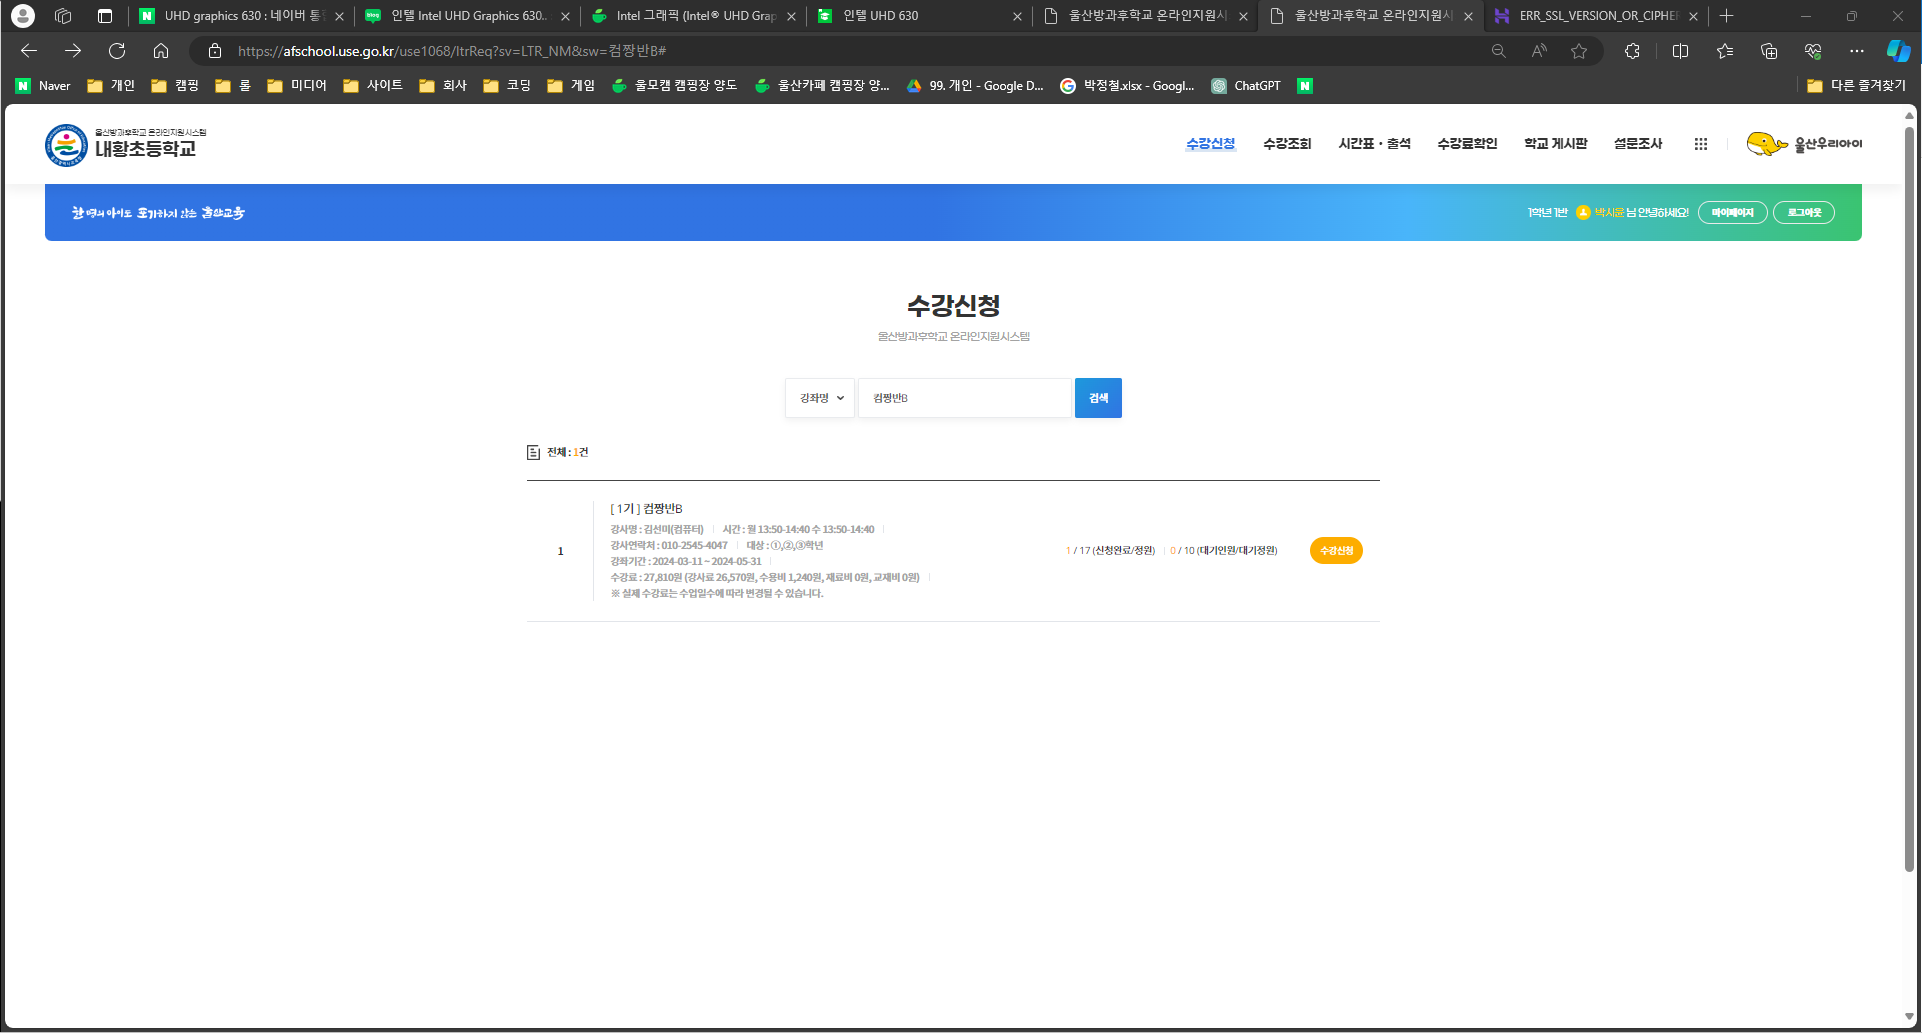 UHD graphics 630 : 네이버 통
인텔 Intel UHD Graphics 630..
Intel 그래픽 (Intel® UHD Grap
인텔 UHD 630
울산방과후학교 온라인지원시
울산방과후학교 온라인지원시
ERR_SSL_VERSION_OR_CIPHE
https://afschool.use.go.kr/use1068/ltrReq?sv=LTR_NM&sw=컴짱반B#
Naver 개인 캠핑 롤 미디어 사이트 회사 코딩 게임 울모캠 캠핑장 양도 울산카페 캠핑장 양... 99. 개인 - Google D... 박정철.xlsx - Googl... ChatGPT 다른 즐겨찾기
울산방과후학교 온라인지원시스템
내황초등학교
수강신청 수강조회 시간표·출석 수강료확인 학교 게시판 설문조사 울산우리아이
한 명의 아이도 포기하지 않는 울산교육
1학년 1반 박시윤 님 안녕하세요! 마이페이지 로그아웃
수강신청
울산방과후학교 온라인지원시스템
강좌명 컴짱반B 검색
전체 : 1건
[ 1기 ] 컴짱반B
강사명 : 김선미(컴퓨터) 시간 : 월 13:50-14:40 수 13:50-14:40
강사연락처 : 010-2545-4047 대상 : ①,②,③학년
1 1 / 17 (신청완료/정원) 0 / 10 (대기인원/대기정원) 수강신청
강좌기간 : 2024-03-11 ~ 2024-05-31
수강료 : 27,810원 (강사료 26,570원, 수용비 1,240원, 재료비 0원, 교재비 0원)
※ 실제 수강료는 수업일수에 따라 변경될 수 있습니다.